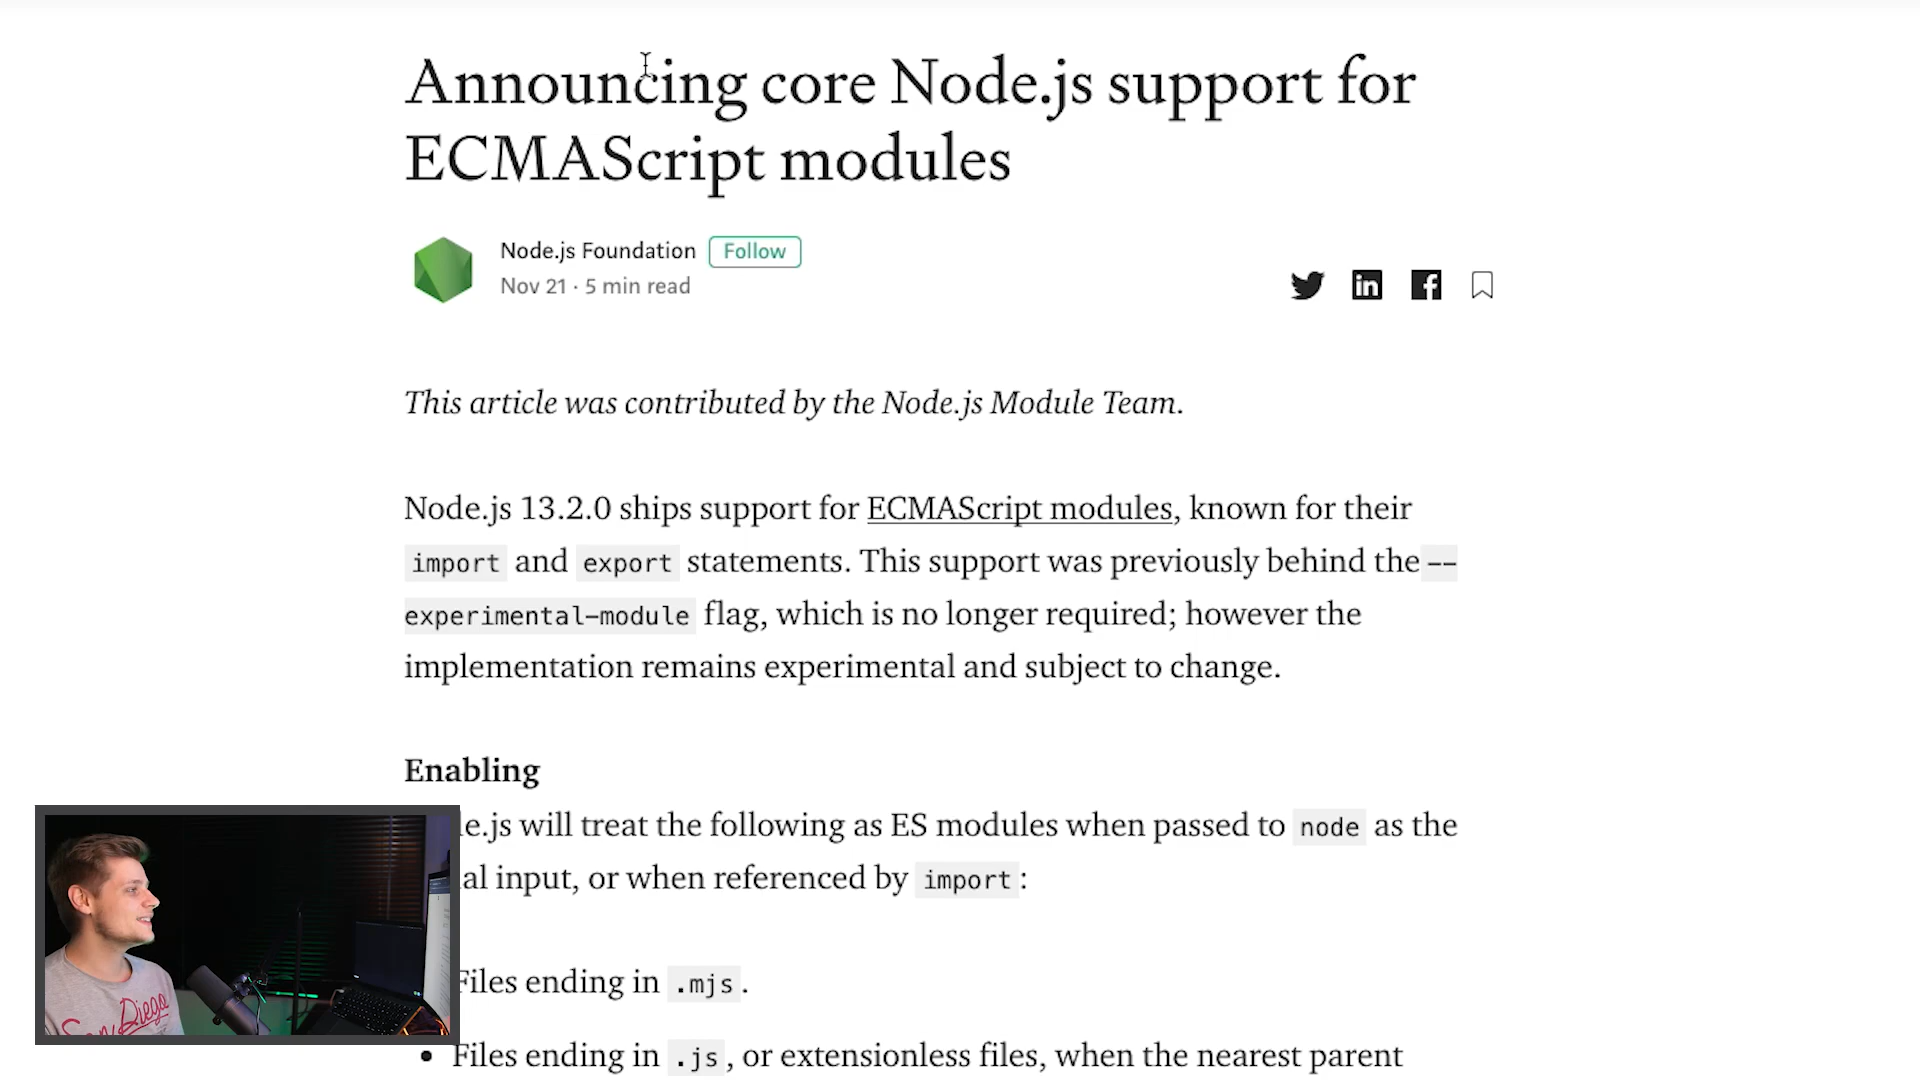 Announcing core Node.js support for
ECMAScript modules
Node.js Foundation Follow
Nov 21 · 5 min read
This article was contributed by the Node.js Module Team.
Node.js 13.2.0 ships support for ECMAScript modules, known for their
import and export statements. This support was previously behind the --
experimental-module flag, which is no longer required; however the
implementation remains experimental and subject to change.
Enabling
e.js will treat the following as ES modules when passed to node as the
al input, or when referenced by import:
Files ending in .mjs.
• Files ending in .js, or extensionless files, when the nearest parent
San Diego